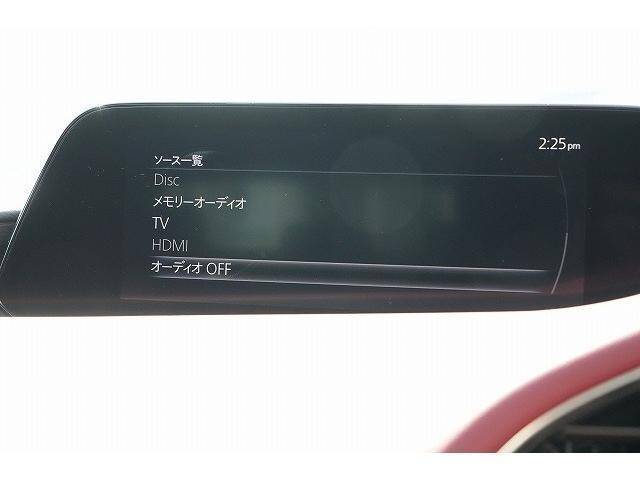 2:25pm
ソース一覧
Disc
メモリーオーディオ
TV
HDMI
オーディオ OFF